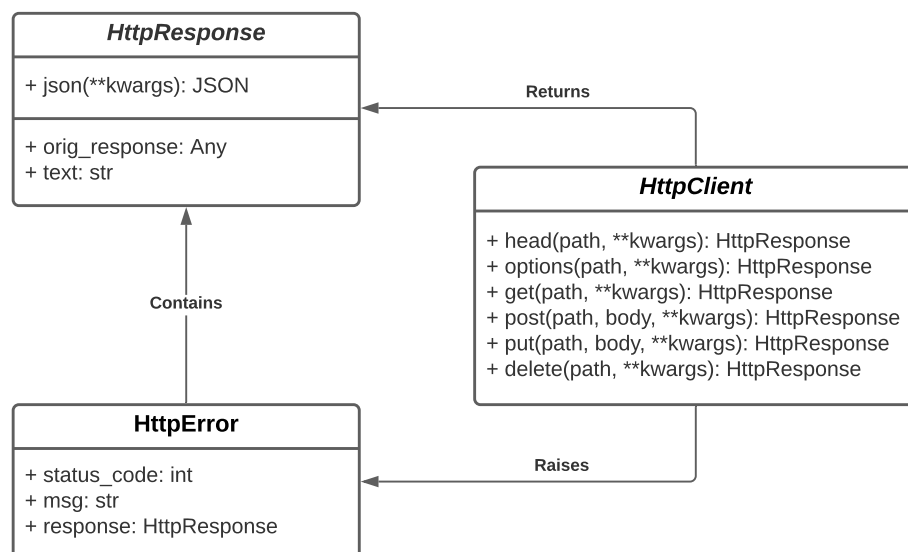 HttpResponse
+ json(**kwargs): JSON
+ orig_response: Any
+ text: str
Returns
HttpClient
+ head(path, **kwargs): HttpResponse
+ options(path, **kwargs): HttpResponse
+ get(path, **kwargs): HttpResponse
+ post(path, body, **kwargs): HttpResponse
+ put(path, body, **kwargs): HttpResponse
+ delete(path, **kwargs): HttpResponse
Contains
HttpError
+ status_code: int
+ msg: str
+ response: HttpResponse
Raises